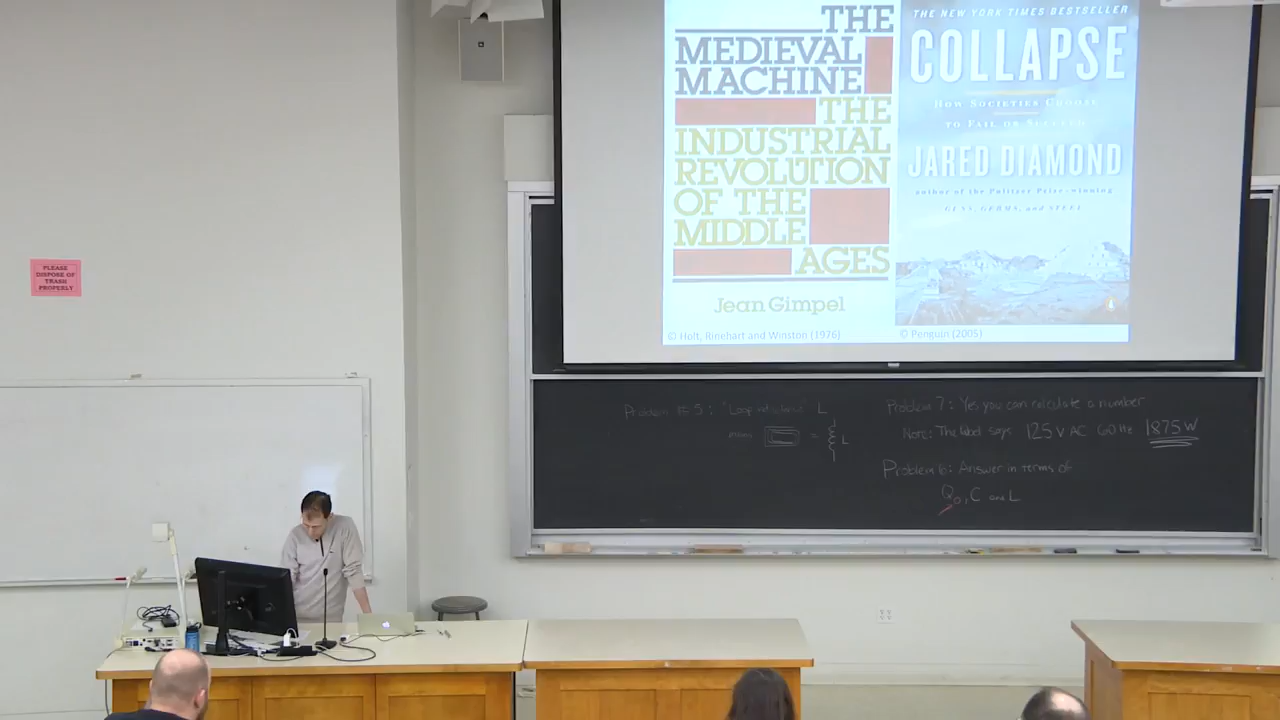 THE
MEDIEVAL
MACHINE
THE
INDUSTRIAL
REVOLUTION
OF THE
MIDDLE
AGES
Jean Gimpel
© Holt, Rinehart and Winston (1976)
THE NEW YORK TIMES BESTSELLER
COLLAPSE
HOW SOCIETIES CHOOSE
TO FAIL OR SUCCEED
JARED DIAMOND
author of the Pulitzer Prize-winning
GUNS, GERMS, and STEEL
© Penguin (2005)
PLEASE
DISPOSE OF
TRASH
PROPERLY
Problem # 5: "Loop L
= L
Problem 7: Yes you can calculate a number
Note: The label says 125 V AC 60 Hz 1875 W
Problem 6: Answer in terms of
Q₀, C and L